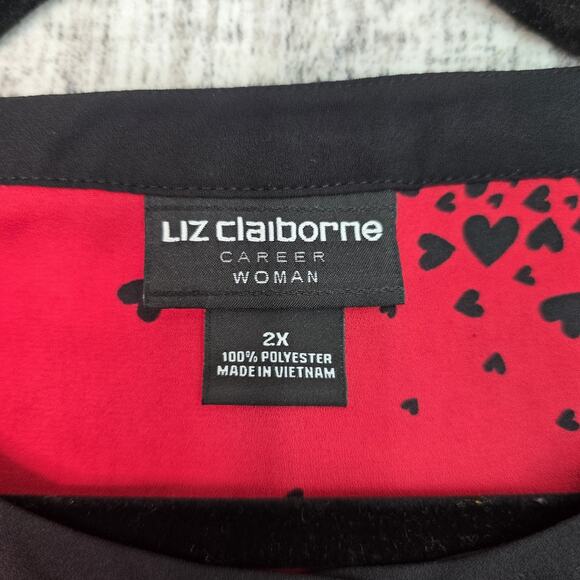 Liz claiborne
CAREER
WOMAN
2X
100% POLYESTER
MADE IN VIETNAM